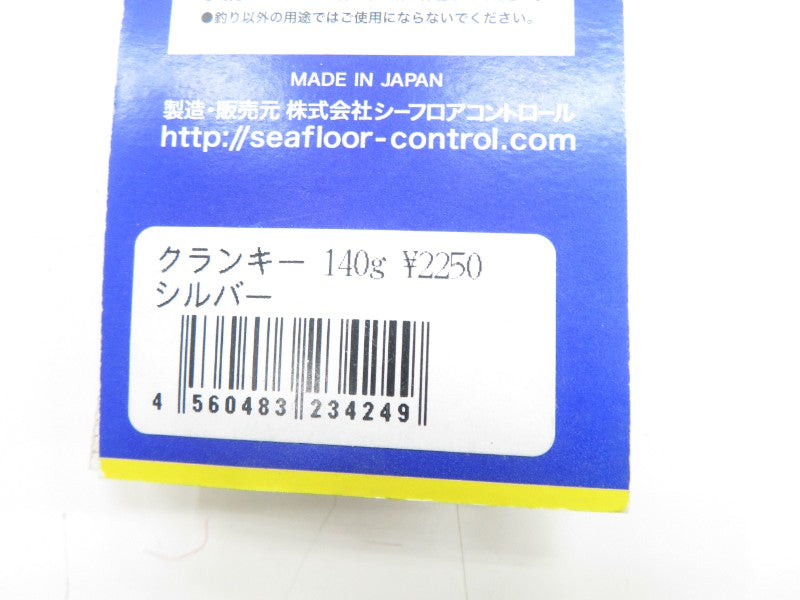 ●釣り以外の用途ではご使用にならないでください。
MADE IN JAPAN
製造・販売元 株式会社シーフロアコントロール
http://seafloor-control.com
クランキー 140g ¥2250
シルバー
4 560483 234249